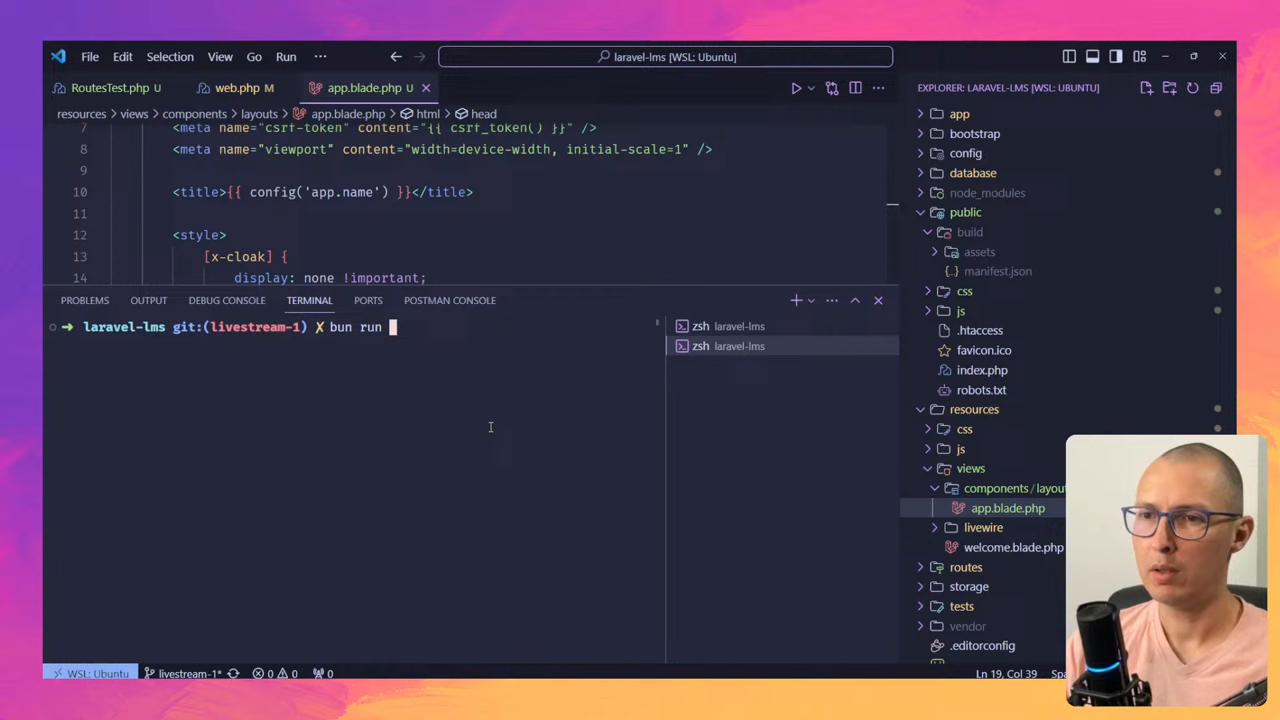 File Edit Selection View Go Run ··· laravel-lms [WSL: Ubuntu]
RoutesTest.php U web.php M app.blade.php U
resources > views > components > layouts > app.blade.php > html > head
7 <meta name="csrf-token" content="{{ csrf_token() }}" />
8 <meta name="viewport" content="width=device-width, initial-scale=1" />
9
10 <title>{{ config('app.name') }}</title>
11
12 <style>
13 [x-cloak] {
14 display: none !important;
PROBLEMS OUTPUT DEBUG CONSOLE TERMINAL PORTS POSTMAN CONSOLE
➜ laravel-lms git:(livestream-1) ✗ bun run
zsh laravel-lms
zsh laravel-lms
WSL: Ubuntu livestream-1* 0 0 0 Ln 19, Col 39
EXPLORER: LARAVEL-LMS [WSL: UBUNTU]
app
bootstrap
config
database
node_modules
public
build
assets
{..} manifest.json
css
js
.htaccess
favicon.ico
index.php
robots.txt
resources
css
js
views
components / layou
app.blade.php
livewire
welcome.blade.php
routes
storage
tests
vendor
.editorconfig